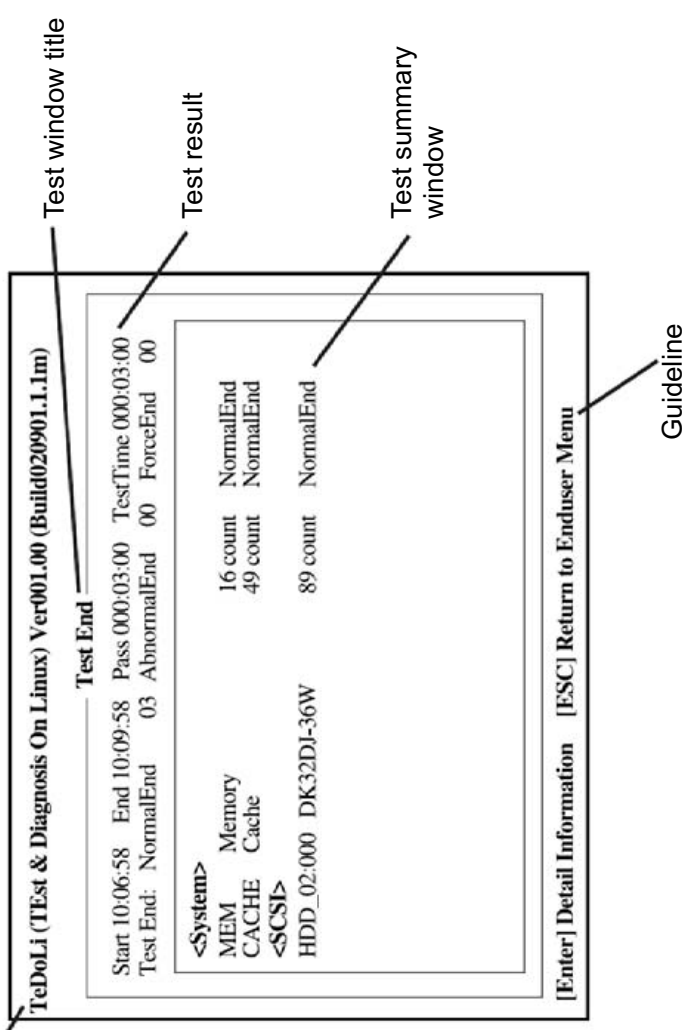 TeDoLi (TEst & Diagnosis On Linux) Ver001.00 (Build020901.1.1m)
Test End
Start 10:06:58 End 10:09:58 Pass 000:03:00 TestTime 000:03:00
Test End: NormalEnd 03 AbnormalEnd 00 ForceEnd 00
<System>
MEM Memory 16 count NormalEnd
CACHE Cache 49 count NormalEnd
<SCSI>
HDD_02:000 DK32DJ-36W 89 count NormalEnd
[Enter] Detail Information [ESC] Return to Enduser Menu
Test window title
Test result
Test summary
window
Guideline